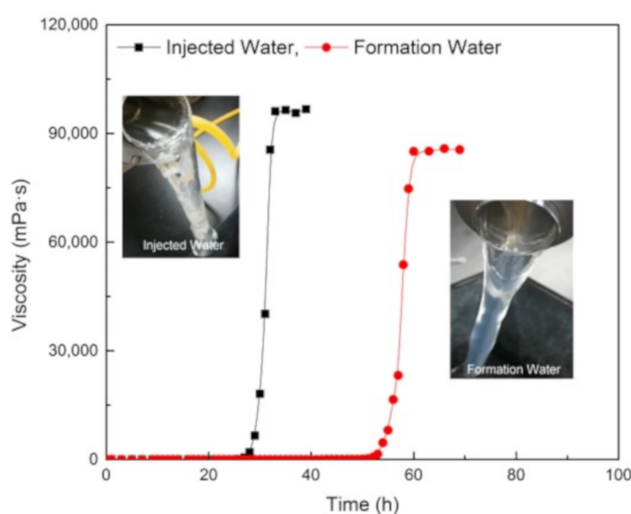 120,000
Injected Water, Formation Water
90,000
Injected Water
60,000
Viscosity (mPa·s)
30,000
Formation Water
0
0 20 40 60 80 100
Time (h)